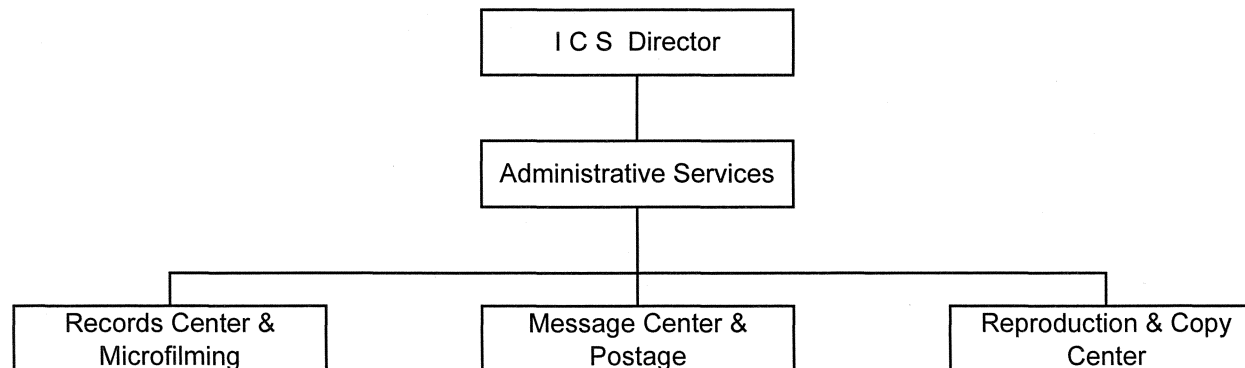 I C S Director
Administrative Services
Records Center &
Microfilming
Message Center &
Postage
Reproduction & Copy
Center